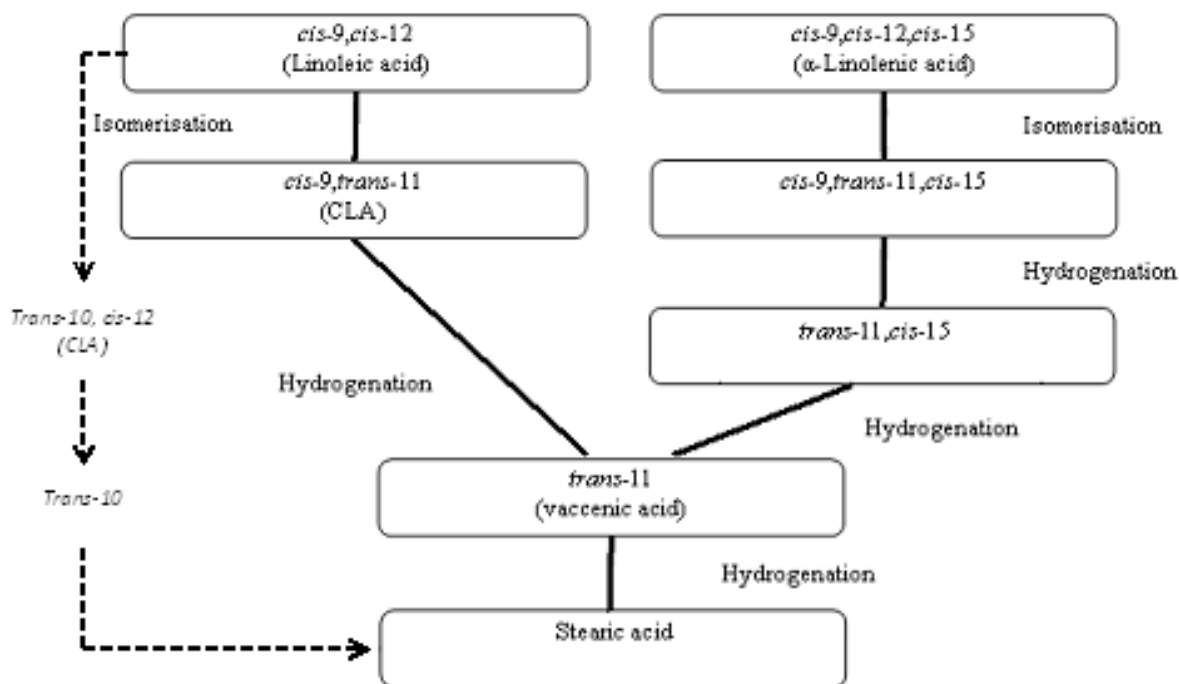 cis-9,cis-12
(Linoleic acid)
cis-9,cis-12,cis-15
(α-Linolenic acid)
Isomerisation
Isomerisation
cis-9,trans-11
(CLA)
cis-9,trans-11,cis-15
Hydrogenation
Trans-10, cis-12
(CLA)
trans-11,cis-15
Hydrogenation
Hydrogenation
Trans-10
trans-11
(vaccenic acid)
Hydrogenation
Stearic acid